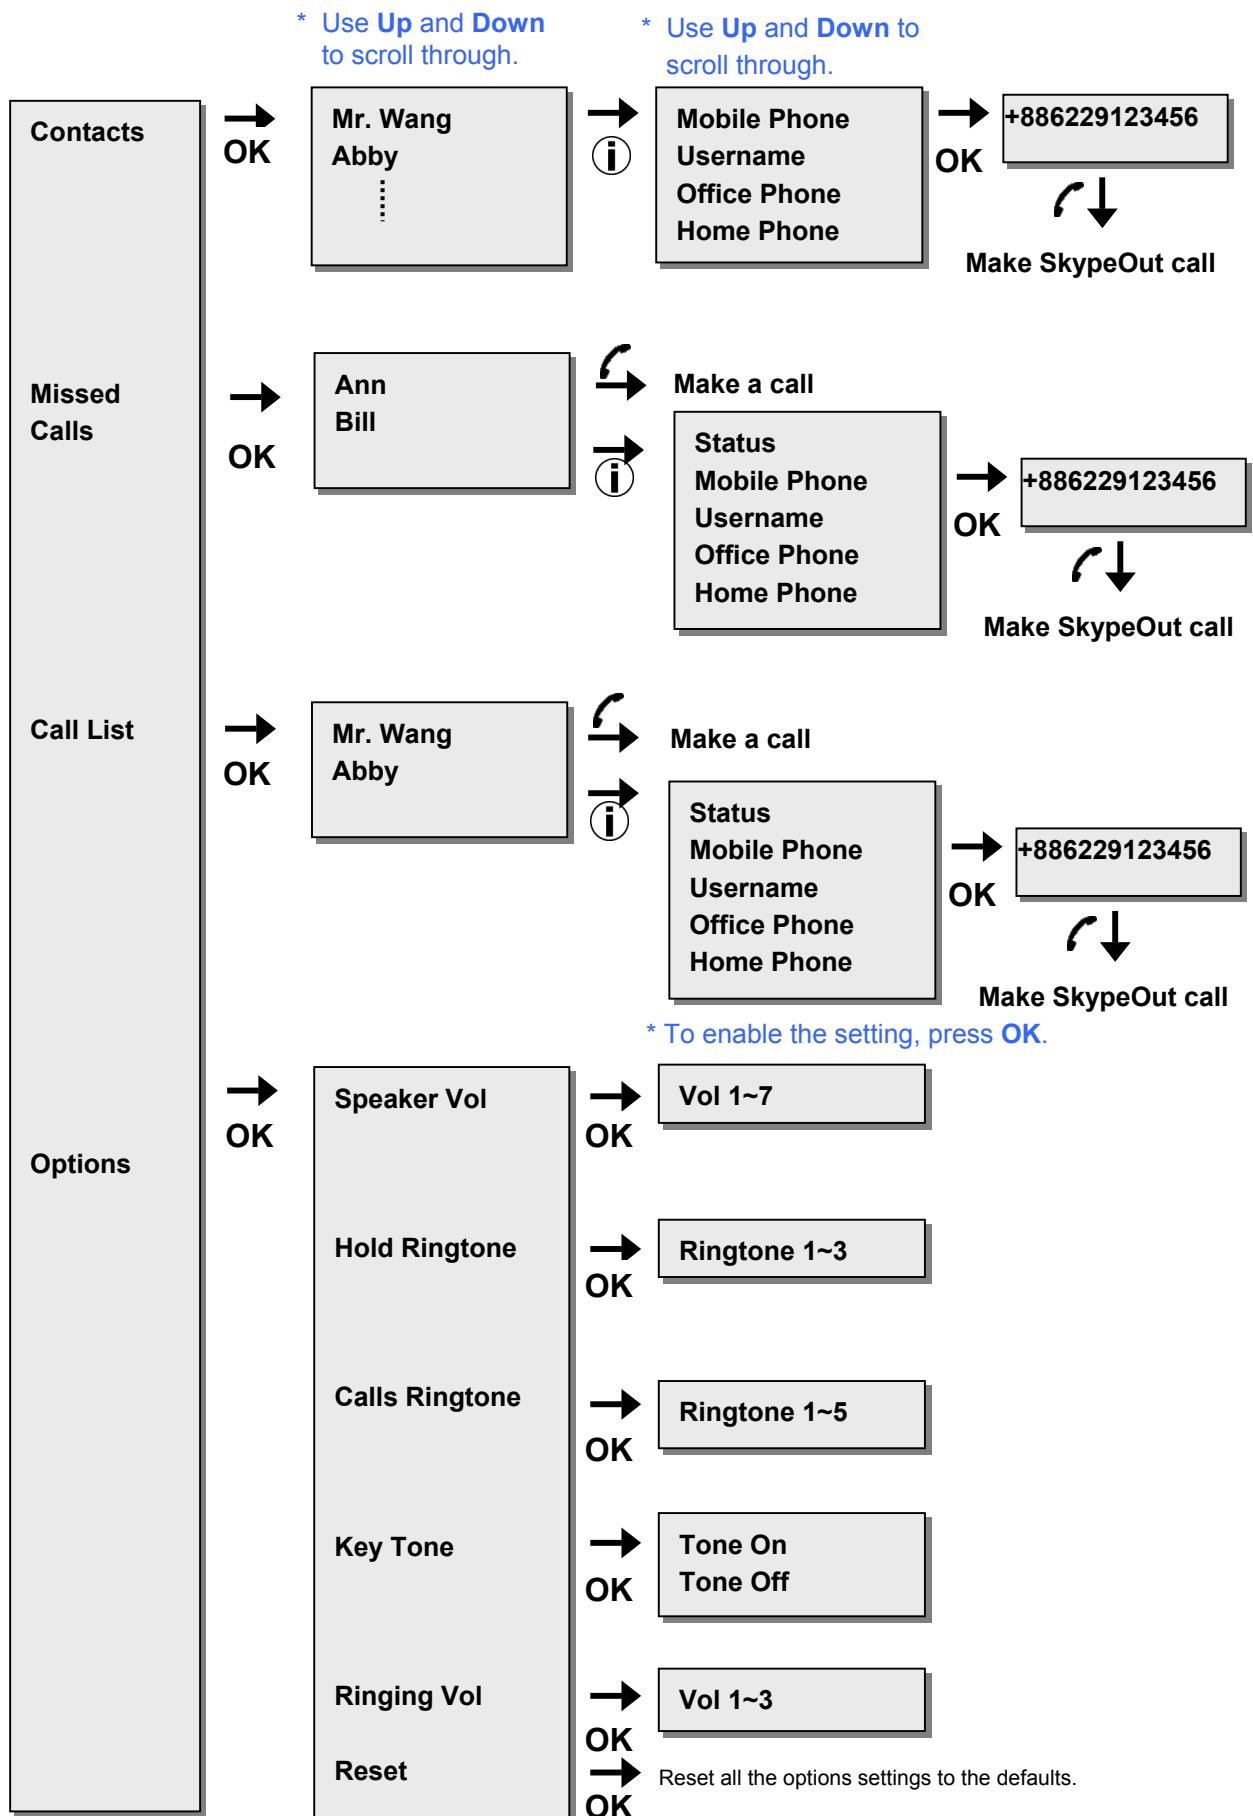 * Use Up and Down
to scroll through.
* Use Up and Down to
scroll through.
Contacts
OK
Mr. Wang
Abby
i
Mobile Phone
Username
Office Phone
Home Phone
OK
+886229123456
Make SkypeOut call
Missed
Calls
OK
Ann
Bill
Make a call
i
Status
Mobile Phone
Username
Office Phone
Home Phone
OK
+886229123456
Make SkypeOut call
Call List
OK
Mr. Wang
Abby
Make a call
i
Status
Mobile Phone
Username
Office Phone
Home Phone
OK
+886229123456
Make SkypeOut call
* To enable the setting, press OK.
Options
OK
Speaker Vol
OK
Vol 1~7
Hold Ringtone
OK
Ringtone 1~3
Calls Ringtone
OK
Ringtone 1~5
Key Tone
OK
Tone On
Tone Off
Ringing Vol
OK
Vol 1~3
Reset
OK
Reset all the options settings to the defaults.